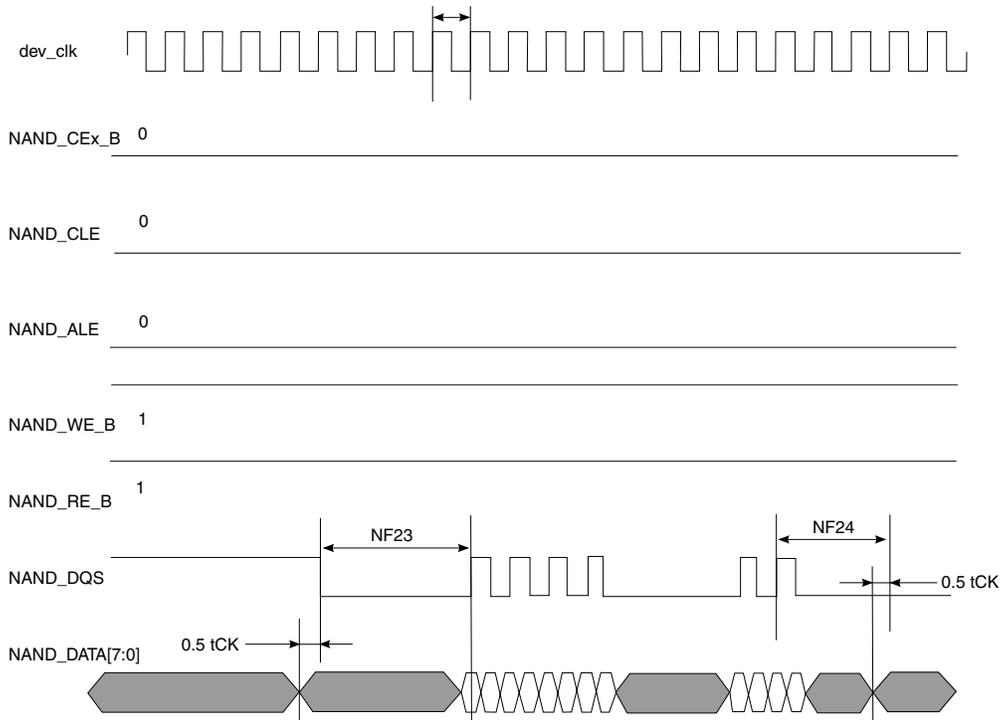 dev_clk
NAND_CEx_B 0
0
NAND_CLE
0
NAND_ALE
NAND_WE_B 1
1
NAND_RE_B
NF23
NF24
NAND_DQS
0.5 tCK
0.5 tCK
NAND_DATA[7:0]